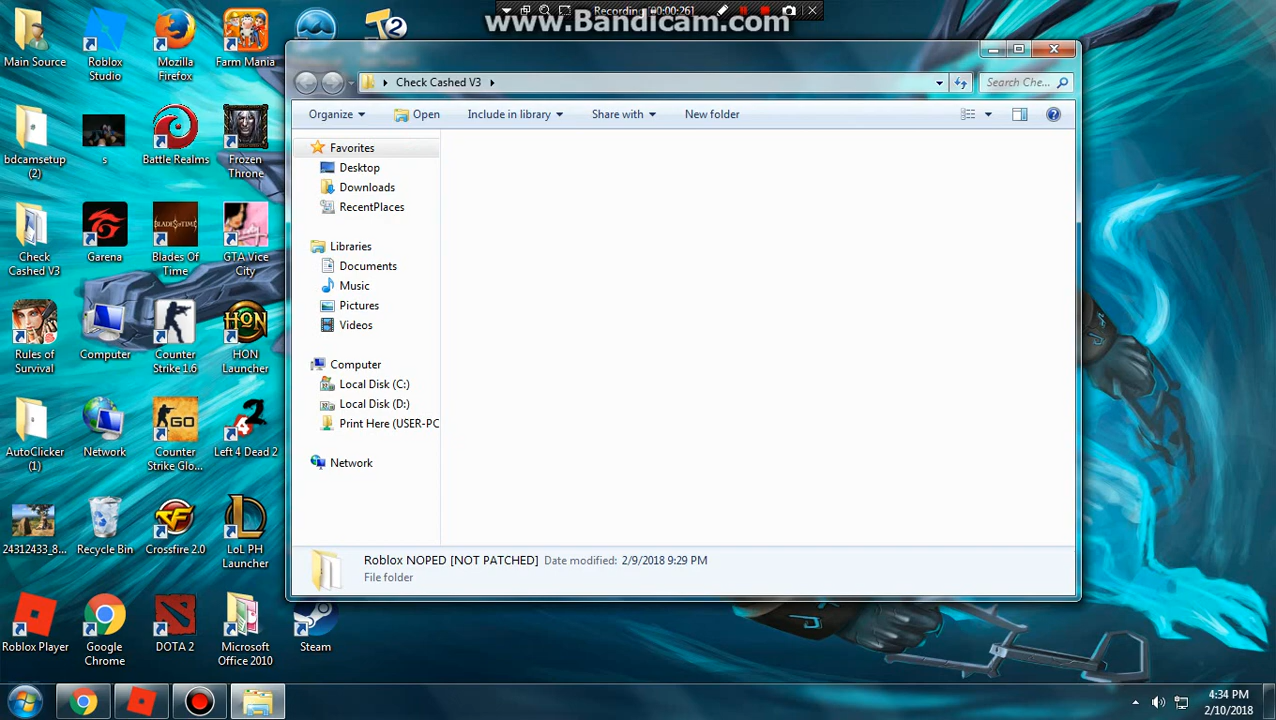 Recording [00:00:26]
www.Bandicam.com
Main Source
Roblox
Studio
Mozilla
Firefox
Farm Mania
2
Check Cashed V3
Search Che...
Organize
Open
Include in library
Share with
New folder
bdcamsetup
(2)
s
Battle Realms
Frozen
Throne
Check
Cashed V3
Garena
BLADES OF TIME
Blades Of
Time
GTA Vice
City
Rules of
Survival
Computer
Counter
Strike 1.6
HON
HON
Launcher
AutoClicker
(1)
Network
GO
Counter
Strike Glo...
Left 4 Dead 2
24312433_8...
Recycle Bin
Crossfire 2.0
LoL PH
Launcher
Roblox Player
Google
Chrome
DOTA 2
Microsoft
Office 2010
Steam
Favorites
Desktop
Downloads
RecentPlaces
Libraries
Documents
Music
Pictures
Videos
Computer
Local Disk (C:)
Local Disk (D:)
Print Here (USER-PC
Network
Roblox NOPED [NOT PATCHED] Date modified: 2/9/2018 9:29 PM
File folder
4:34 PM
2/10/2018